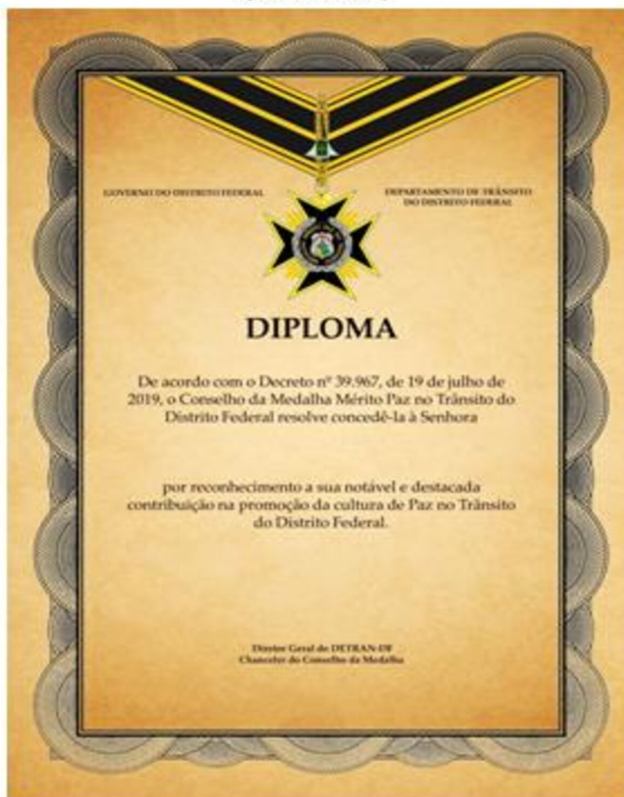 GOVERNO DO DISTRITO FEDERAL
DEPARTAMENTO DE TRÂNSITO
DO DISTRITO FEDERAL
DIPLOMA
De acordo com o Decreto nº 39.967, de 19 de julho de
2019, o Conselho da Medalha Mérito Paz no Trânsito do
Distrito Federal resolve concedê-la à Senhora
por reconhecimento a sua notável e destacada
contribuição na promoção da cultura de Paz no Trânsito
do Distrito Federal.
Diretor Geral do DETRAN-DF
Chanceler do Conselho da Medalha